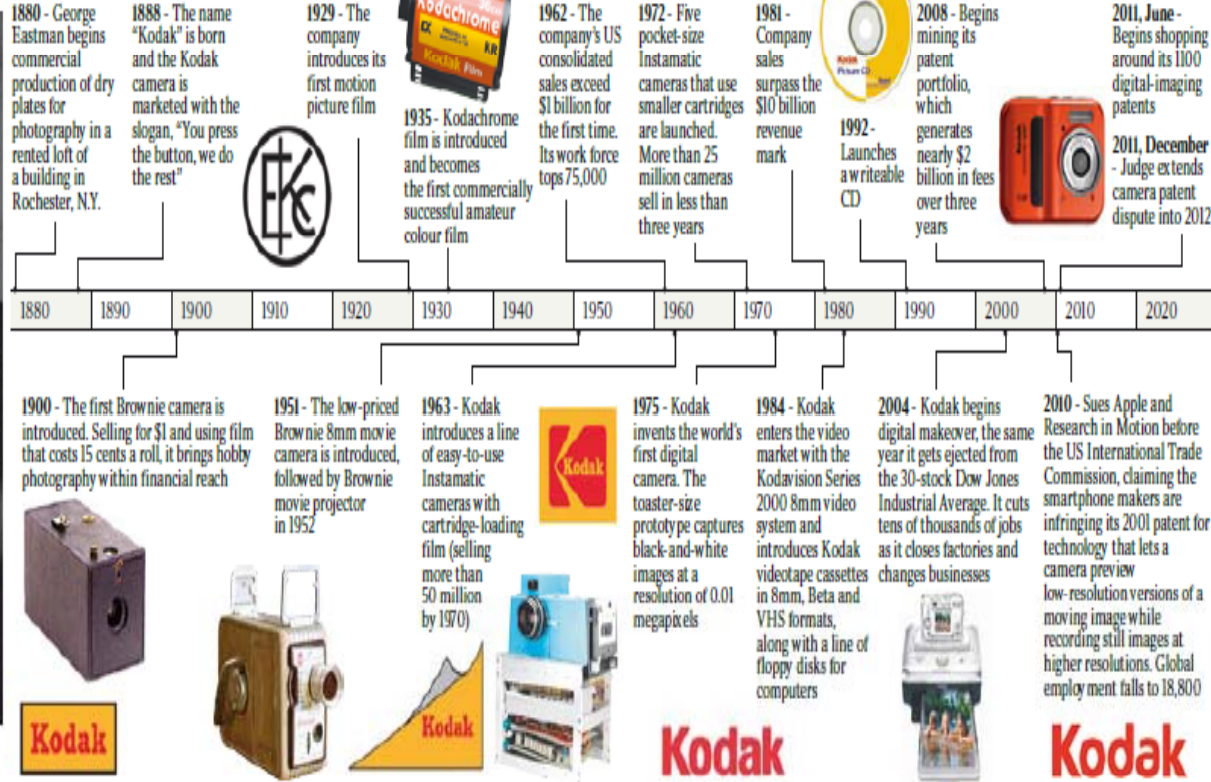 1880 - George
Eastman begins
commercial
production of dry
plates for
photography in a
rented loft of
a building in
Rochester, N.Y.
1888 - The name
"Kodak" is born
and the Kodak
camera is
marketed with the
slogan, "You press
the button, we do
the rest"
EKC
1929 - The
company
introduces its
first motion
picture film
Kodachrome
EX
KR
Kodak Film
1935 - Kodachrome
film is introduced
and becomes
the first commercially
successful amateur
colour film
1962 - The
company's US
consolidated
sales exceed
$1 billion for
the first time.
Its work force
tops 75,000
1972 - Five
pocket-size
Instamatic
cameras that use
smaller cartridges
are launched.
More than 25
million cameras
sell in less than
three years
1981 -
Company
sales
surpass the
$10 billion
revenue
mark
Kodak
Picture CD
1992 -
Launches
a writeable
CD
2008 - Begins
mining its
patent
portfolio,
which
generates
nearly $2
billion in fees
over three
years
2011, June -
Begins shopping
around its 1100
digital-imaging
patents
2011, December
- Judge extends
camera patent
dispute into 2012
1880 1890 1900 1910 1920 1930 1940 1950 1960 1970 1980 1990 2000 2010 2020
1900 - The first Brownie camera is
introduced. Selling for $1 and using film
that costs 15 cents a roll, it brings hobby
photography within financial reach
1951 - The low-priced
Brownie 8mm movie
camera is introduced,
followed by Brownie
movie projector
in 1952
1963 - Kodak
introduces a line
of easy-to-use
Instamatic
cameras with
cartridge-loading
film (selling
more than
50 million
by 1970)
Kodak
1975 - Kodak
invents the world's
first digital
camera. The
toaster-size
prototype captures
black-and-white
images at a
resolution of 0.01
megapixels
1984 - Kodak
enters the video
market with the
Kodavision Series
2000 8mm video
system and
introduces Kodak
videotape cassettes
in 8mm, Beta and
VHS formats,
along with a line of
floppy disks for
computers
2004 - Kodak begins
digital makeover, the same
year it gets ejected from
the 30-stock Dow Jones
Industrial Average. It cuts
tens of thousands of jobs
as it closes factories and
changes businesses
2010 - Sues Apple and
Research in Motion before
the US International Trade
Commission, claiming the
smartphone makers are
infringing its 2001 patent for
technology that lets a
camera preview
low-resolution versions of a
moving image while
recording still images at
higher resolutions. Global
employment falls to 18,800
Kodak
Kodak
Kodak
Kodak